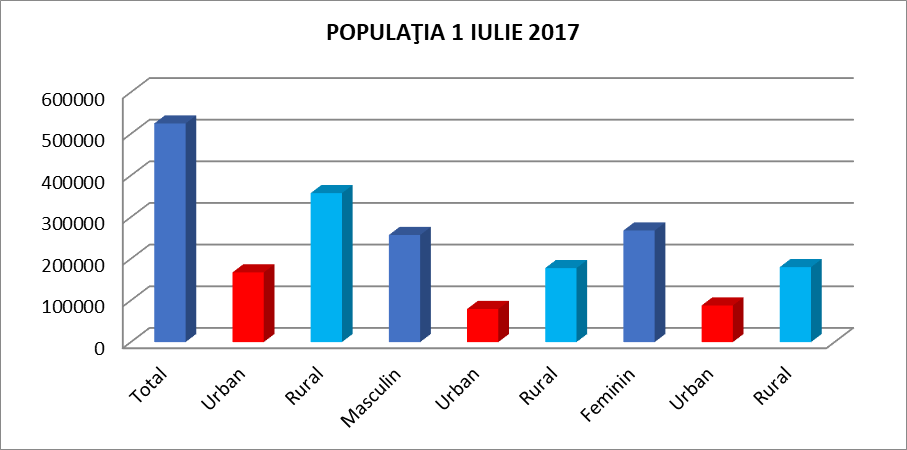 POPULAŢIA 1 IULIE 2017
600000
500000
400000
300000
200000
100000
0
Total
Urban
Rural
Masculin
Urban
Rural
Feminin
Urban
Rural